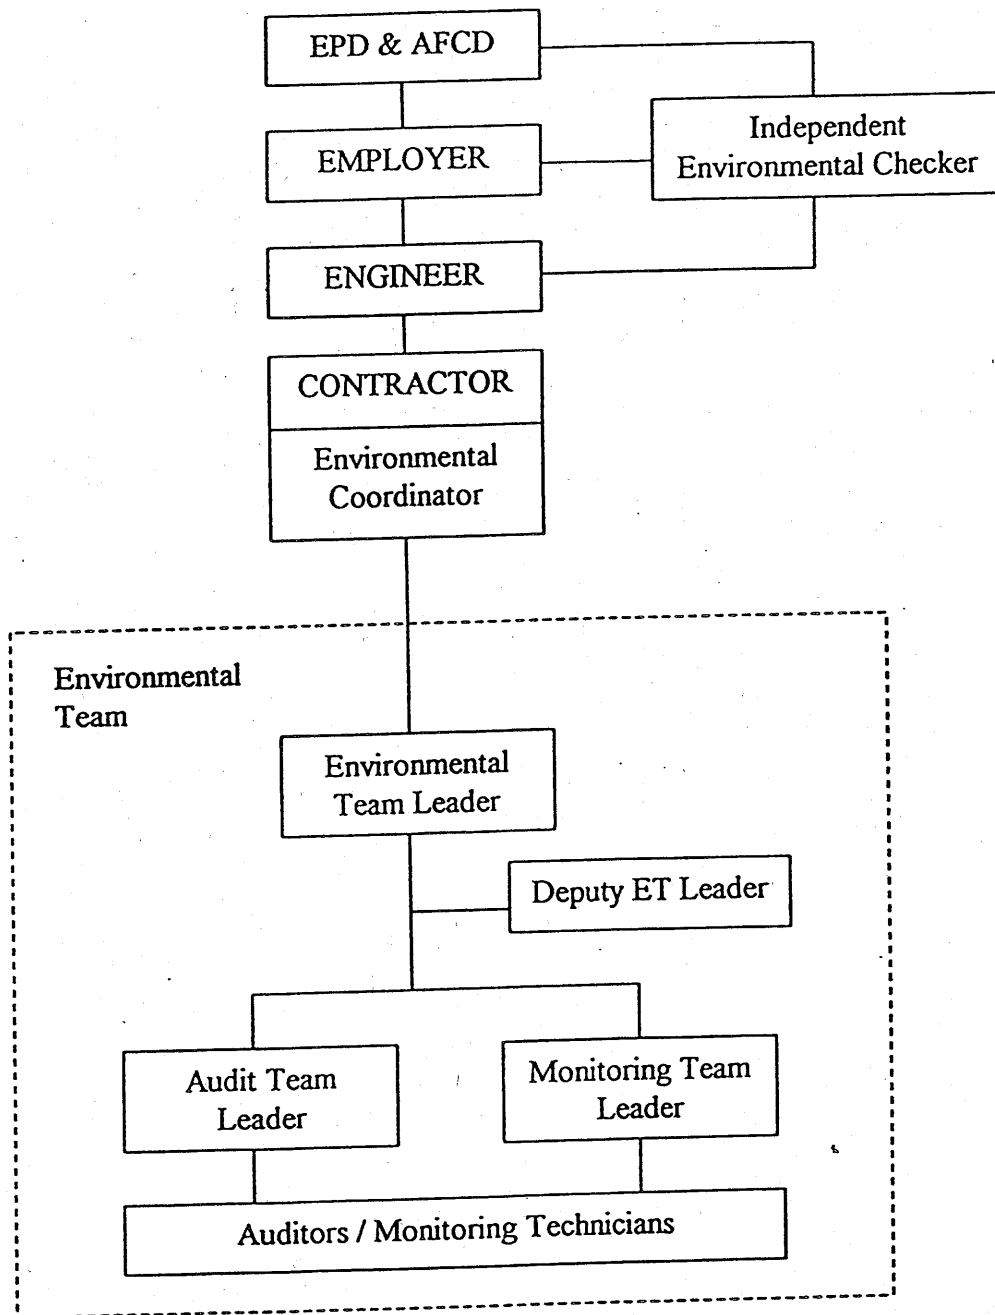 EPD & AFCD
Independent
Environmental Checker
EMPLOYER
ENGINEER
CONTRACTOR
Environmental
Coordinator
Environmental
Team
Environmental
Team Leader
Deputy ET Leader
Audit Team
Leader
Monitoring Team
Leader
Auditors / Monitoring Technicians